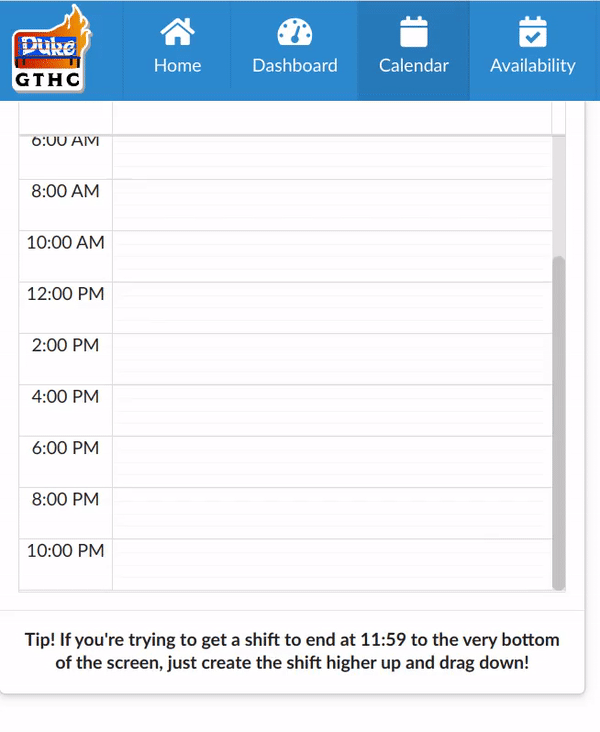 Duke
GTHC
Home
Dashboard
Calendar
Availability
6:00 AM
8:00 AM
10:00 AM
12:00 PM
2:00 PM
4:00 PM
6:00 PM
8:00 PM
10:00 PM
Tip! If you're trying to get a shift to end at 11:59 to the very bottom
of the screen, just create the shift higher up and drag down!